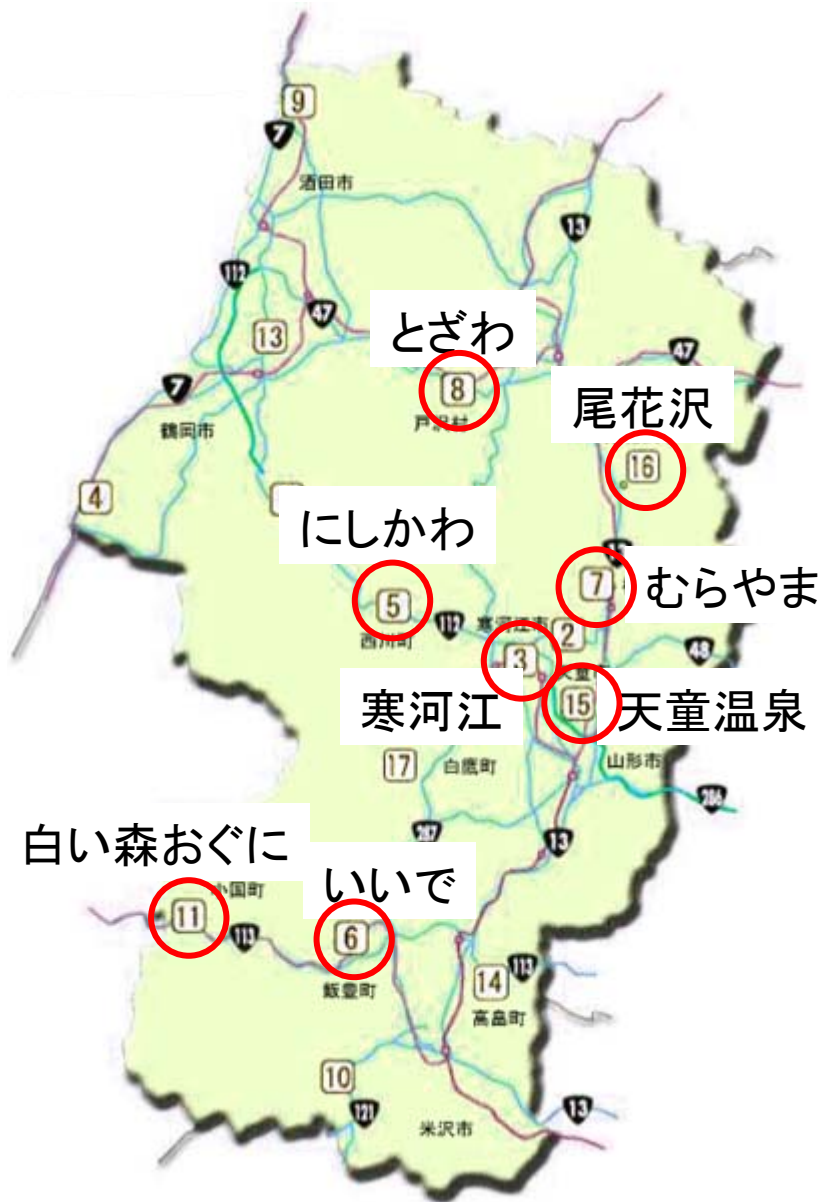 9
7
酒田市
13
112
47
13
とざわ
47
7
8
尾花沢
鶴岡市
戸沢村
16
4
にしかわ
7
むらやま
5
112
寒河江市
2
西川町
48
3
寒河江
15
天童温泉
17
白鷹町
山形市
286
287
13
白い森おぐに
いいで
小国町
11
113
6
飯豊町
14
113
高畠町
10
121
13
米沢市